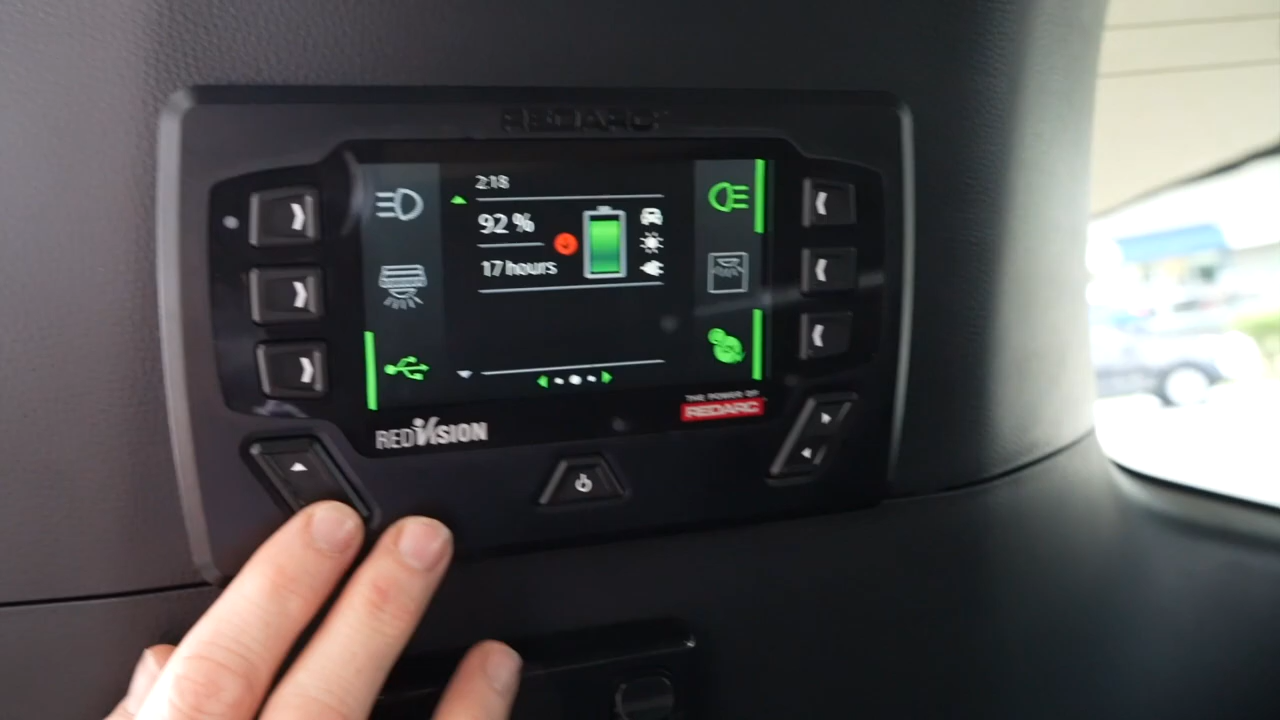 REDARC
2:18
92 %
17 hours
THE POWER OF
REDARC
REDVISION